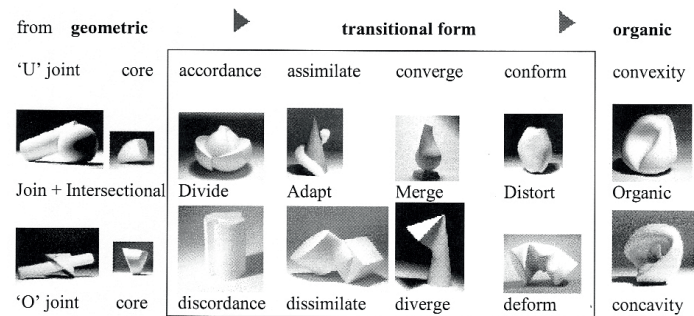 from geometric transitional form organic
'U' joint core accordance assimilate converge conform convexity
Join + Intersectional Divide Adapt Merge Distort Organic
'O' joint core discordance dissimilate diverge deform concavity